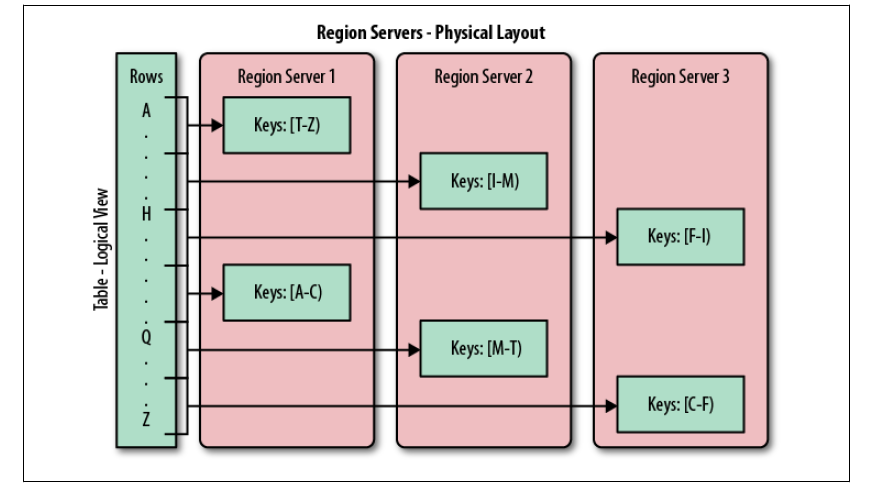 Region Servers - Physical Layout
Rows
Region Server 1
Region Server 2
Region Server 3
A
.
.
.
.
H
.
.
.
.
.
Q
.
.
.
Z
Keys: [T-Z)
Keys: [I-M)
Keys: [F-I)
Keys: [A-C)
Keys: [M-T)
Keys: [C-F)
Table - Logical View